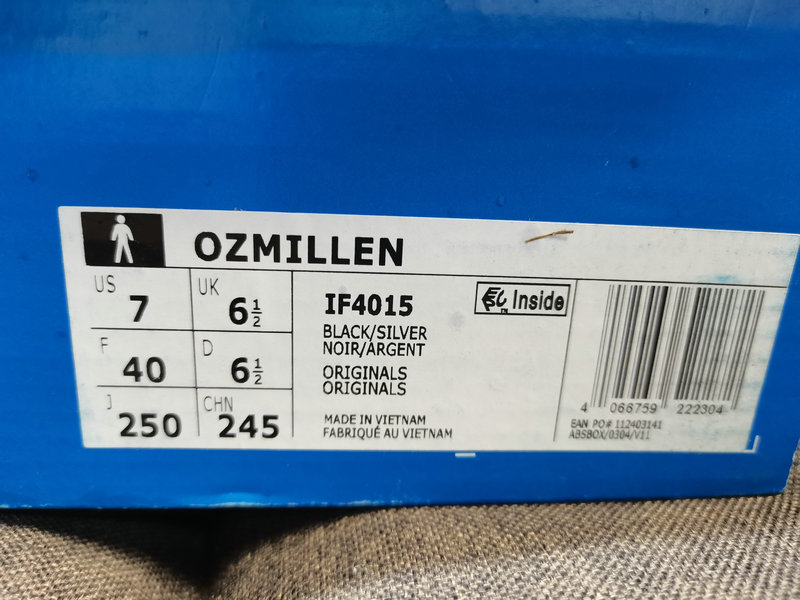 OZMILLEN
US 7 UK 6½
F 40 D 6½
J 250 CHN 245
IF4015
BLACK/SILVER
NOIR/ARGENT
ORIGINALS
ORIGINALS
MADE IN VIETNAM
FABRIQUÉ AU VIETNAM
Inside
4 066759 222304
EAN PO# 112403141
ABSBOX/0304/V11